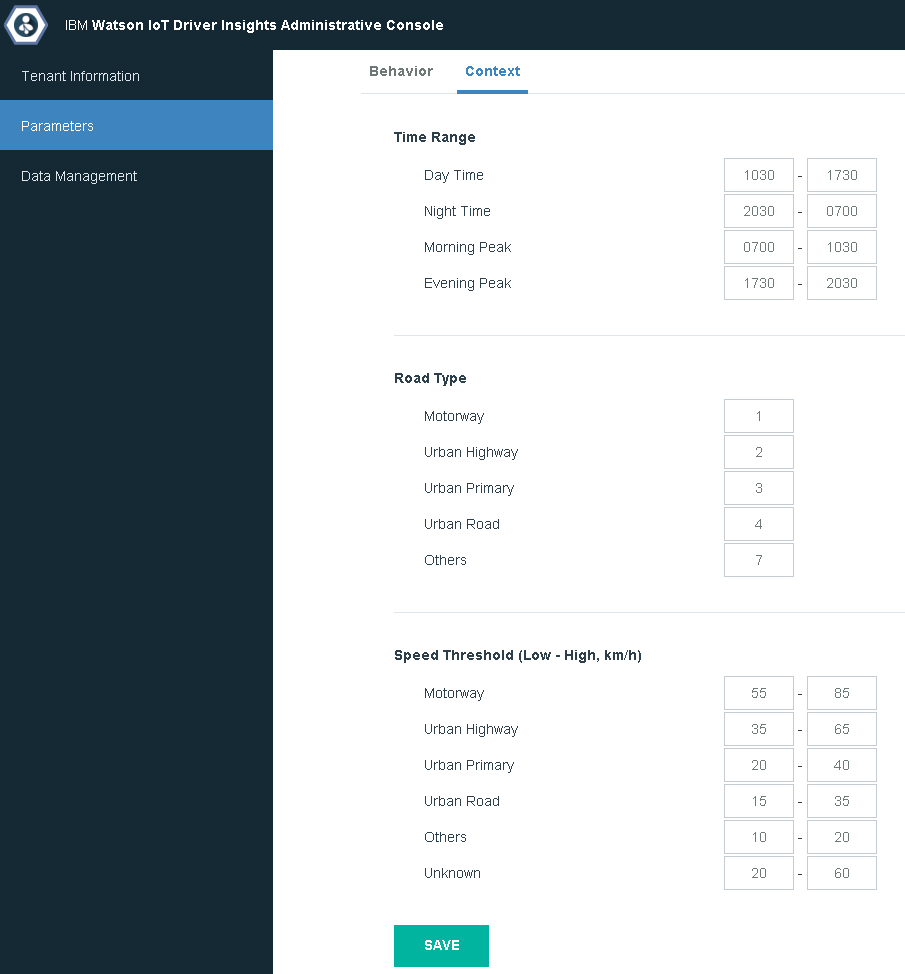 IBM Watson IoT Driver Insights Administrative Console
Tenant Information
Parameters
Data Management
Behavior Context
Time Range
Day Time 1030 - 1730
Night Time 2030 - 0700
Morning Peak 0700 - 1030
Evening Peak 1730 - 2030
Road Type
Motorway 1
Urban Highway 2
Urban Primary 3
Urban Road 4
Others 7
Speed Threshold (Low - High, km/h)
Motorway 55 - 85
Urban Highway 35 - 65
Urban Primary 20 - 40
Urban Road 15 - 35
Others 10 - 20
Unknown 20 - 60
SAVE